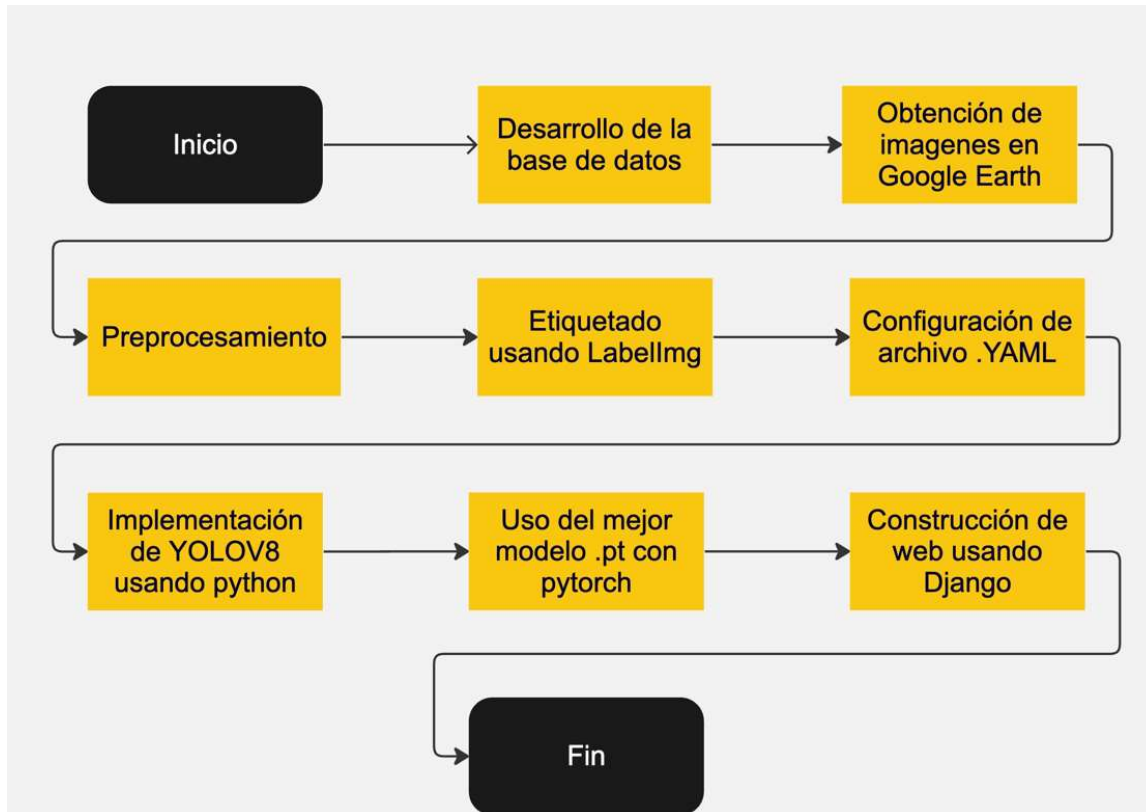 Inicio
Desarrollo de la
base de datos
Obtención de
imagenes en
Google Earth
Preprocesamiento
Etiquetado
usando LabelImg
Configuración de
archivo .YAML
Implementación
de YOLOV8
usando python
Uso del mejor
modelo .pt con
pytorch
Construcción de
web usando
Django
Fin